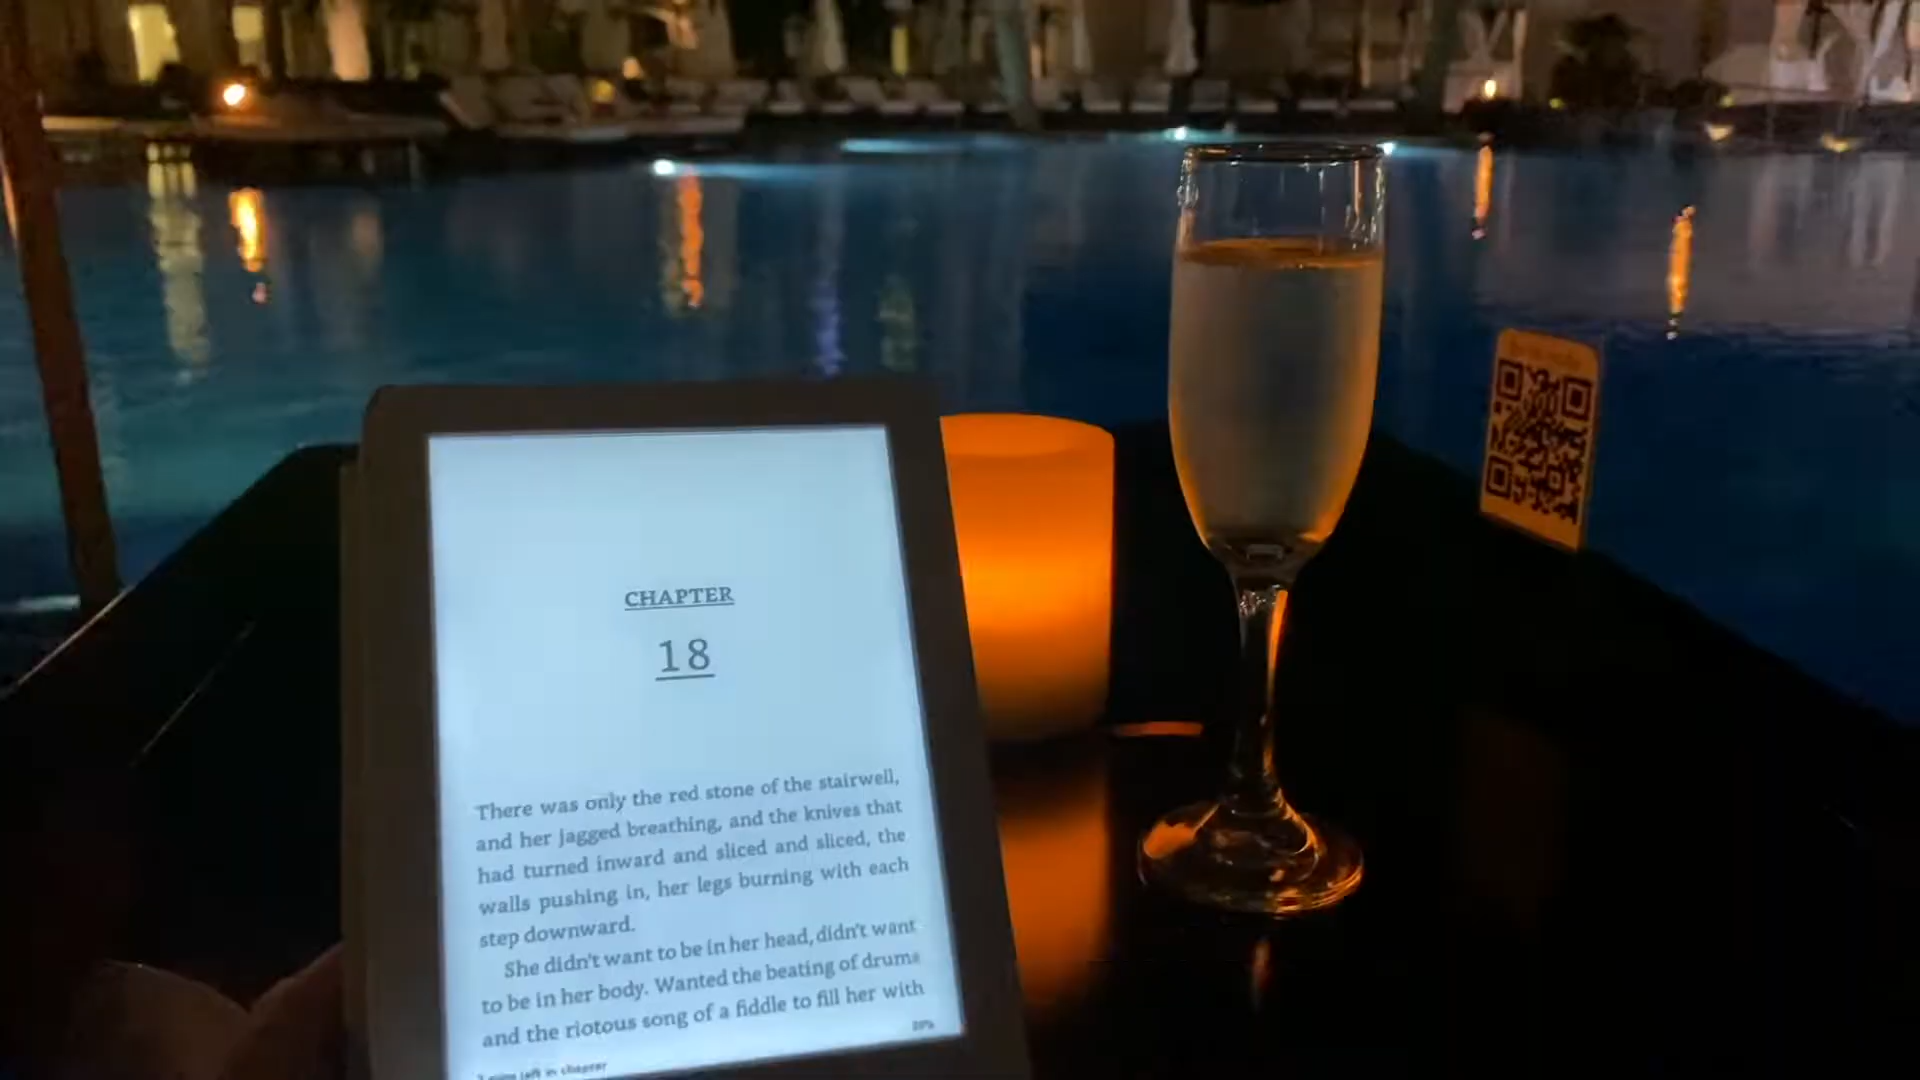 CHAPTER
18
There was only the red stone of the stairwell,
and her jagged breathing, and the knives that
had turned inward and sliced and sliced, the
walls pushing in, her legs burning with each
step downward.
She didn't want to be in her head, didn't want
to be in her body. Wanted the beating of drums
and the riotous song of a fiddle to fill her with
left in chapter